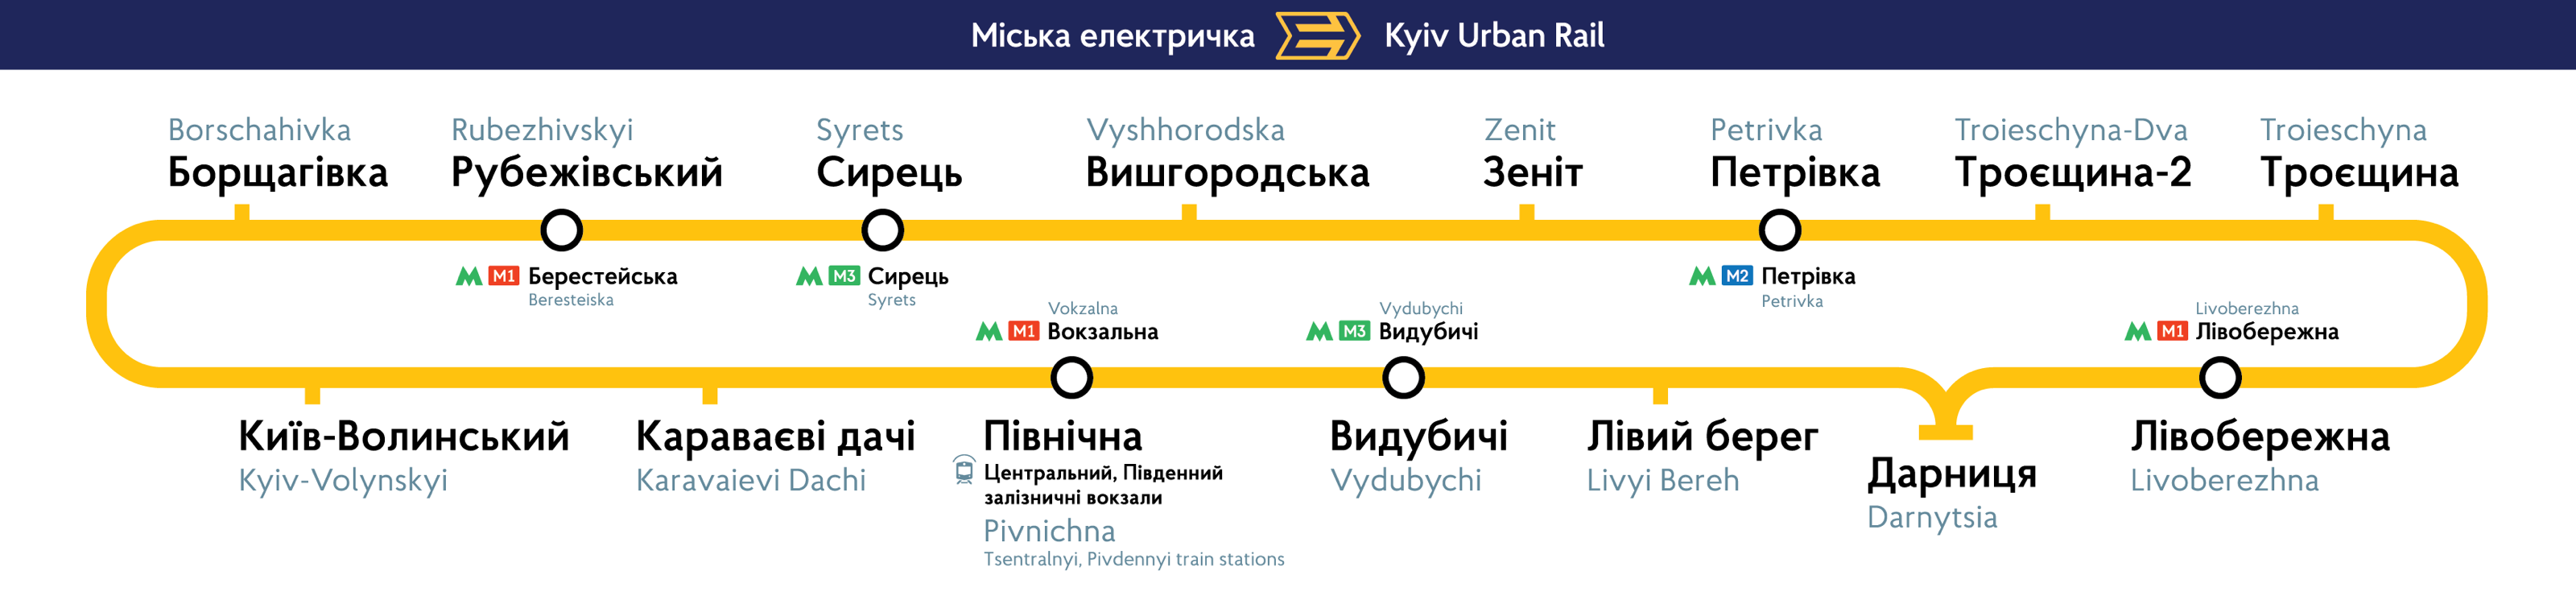 Міська електричка Kyiv Urban Rail
Borschahivka
Борщагівка
Rubezhivskyi
Рубежівський
Syrets
Сирець
Vyshhorodska
Вишгородська
Zenit
Зеніт
Petrivka
Петрівка
Troieschyna-Dva
Троєщина-2
Troieschyna
Троєщина
M1 Берестейська
Beresteiska
M3 Сирець
Syrets
M2 Петрівка
Petrivka
Vokzalna
M1 Вокзальна
Vydubychi
M3 Видубичі
Livoberezhna
M1 Лівобережна
Київ-Волинський
Kyiv-Volynskyi
Караваєві дачі
Karavaievi Dachi
Північна
Центральний, Південний
залізничні вокзали
Pivnichna
Tsentralnyi, Pivdennyi train stations
Видубичі
Vydubychi
Лівий берег
Livyi Bereh
Дарниця
Darnytsia
Лівобережна
Livoberezhna